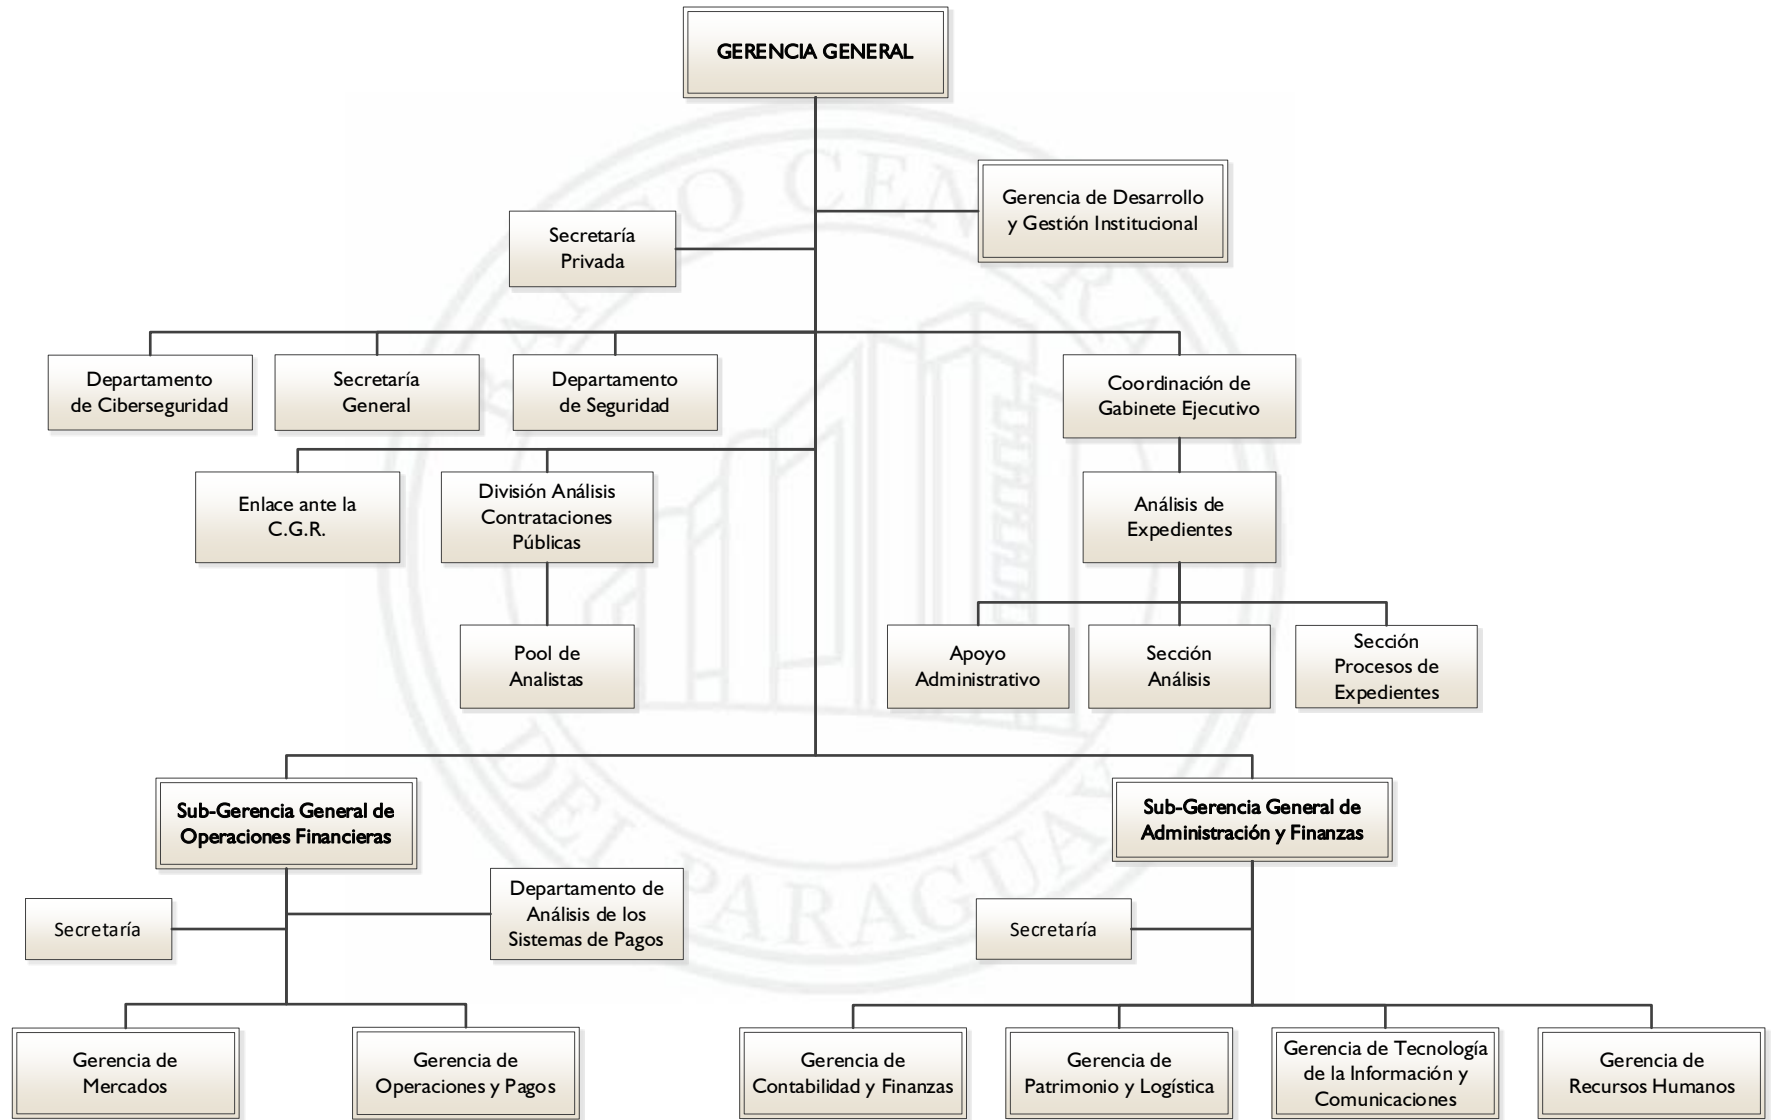 GERENCIA GENERAL
Gerencia de Desarrollo
y Gestión Institucional
Secretaría
Privada
Departamento
de Ciberseguridad
Secretaría
General
Departamento
de Seguridad
Coordinación de
Gabinete Ejecutivo
Enlace ante la
C.G.R.
División Análisis
Contrataciones
Públicas
Análisis de
Expedientes
Pool de
Analistas
Apoyo
Administrativo
Sección
Análisis
Sección
Procesos de
Expedientes
Sub-Gerencia General de
Operaciones Financieras
Sub-Gerencia General de
Administración y Finanzas
Secretaría
Departamento de
Análisis de los
Sistemas de Pagos
Secretaría
Gerencia de
Mercados
Gerencia de
Operaciones y Pagos
Gerencia de
Contabilidad y Finanzas
Gerencia de
Patrimonio y Logística
Gerencia de Tecnología
de la Información y
Comunicaciones
Gerencia de
Recursos Humanos
BANCO CENTRAL
DEL PARAGUAY